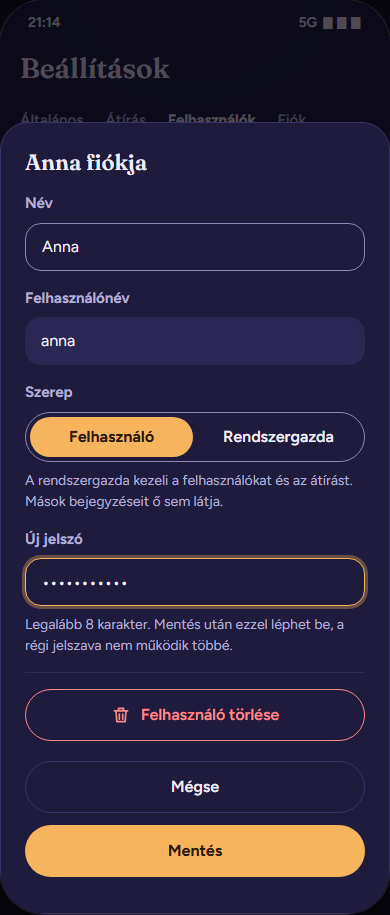 21:14
5G
Beállítások
Általános Átírás Felhasználók Fiók
Anna fiókja
Név
Anna
Felhasználónév
anna
Szerep
Felhasználó Rendszergazda
A rendszergazda kezeli a felhasználókat és az átírást.
Mások bejegyzéseit ő sem látja.
Új jelszó
•••••••••••
Legalább 8 karakter. Mentés után ezzel léphet be, a
régi jelszava nem működik többé.
Felhasználó törlése
Mégse
Mentés